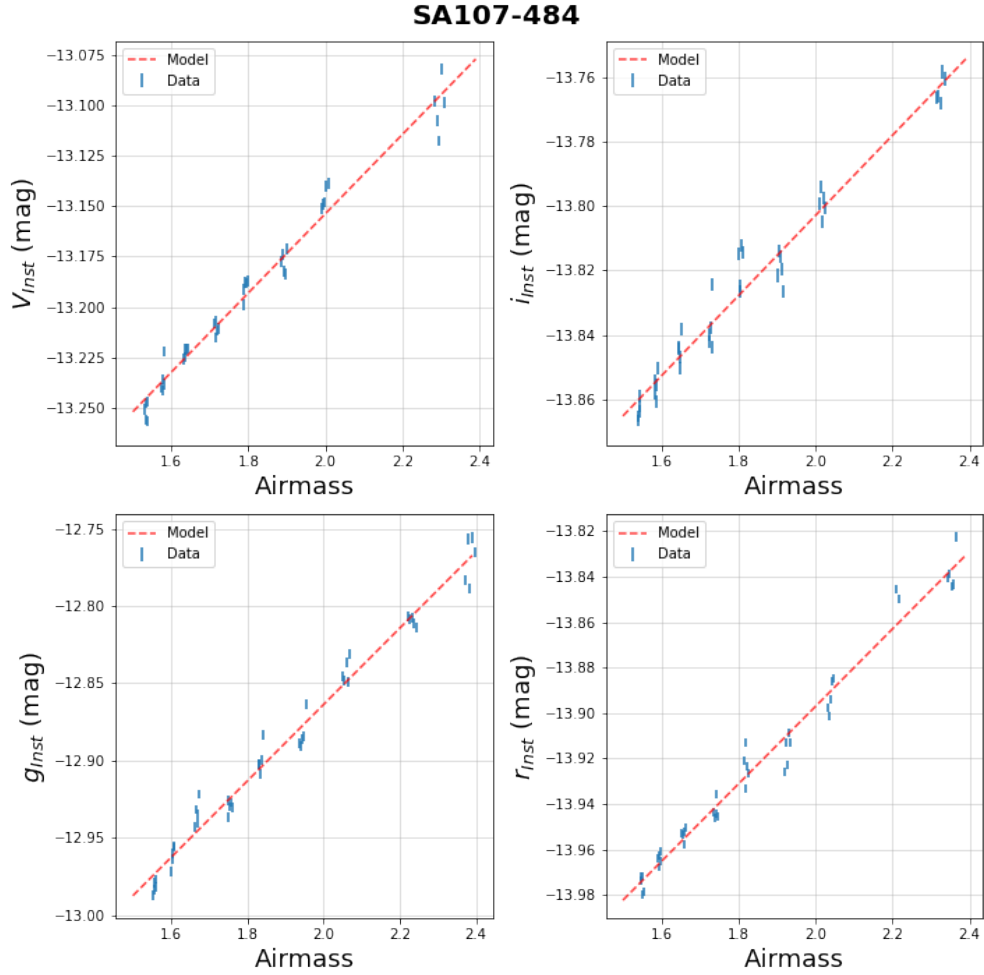 SA107-484
−13.075
−13.100
−13.125
−13.150
−13.175
−13.200
−13.225
−13.250
V_Inst (mag)
Model
Data
1.6 1.8 2.0 2.2 2.4
Airmass
−13.76
−13.78
−13.80
−13.82
−13.84
−13.86
i_Inst (mag)
Model
Data
1.6 1.8 2.0 2.2 2.4
Airmass
−12.75
−12.80
−12.85
−12.90
−12.95
−13.00
g_Inst (mag)
Model
Data
1.6 1.8 2.0 2.2 2.4
Airmass
−13.82
−13.84
−13.86
−13.88
−13.90
−13.92
−13.94
−13.96
−13.98
r_Inst (mag)
Model
Data
1.6 1.8 2.0 2.2 2.4
Airmass